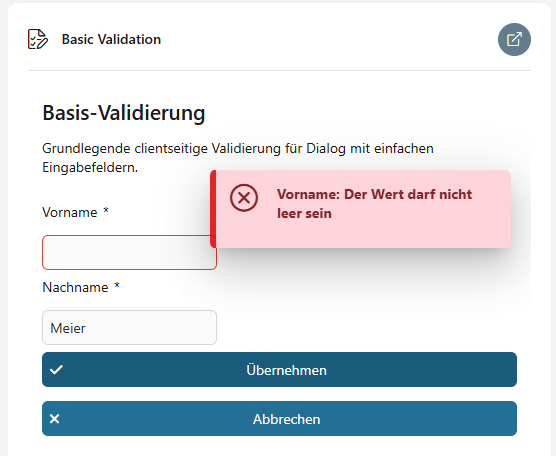 Basic Validation
Basis-Validierung
Grundlegende clientseitige Validierung für Dialog mit einfachen
Eingabefeldern.
Vorname: Der Wert darf nicht
leer sein
Vorname *
Nachname *
Meier
Übernehmen
Abbrechen